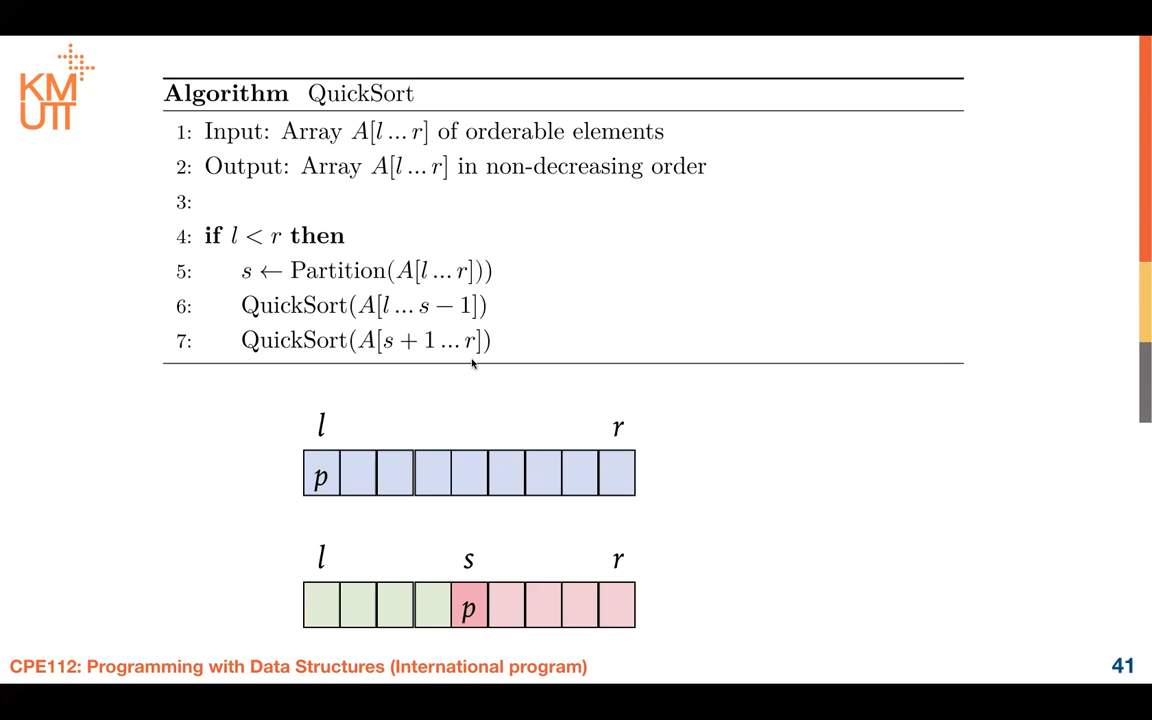 KM
UTT
Algorithm QuickSort
1: Input: Array A[l ... r] of orderable elements
2: Output: Array A[l ... r] in non-decreasing order
3:
4: if l < r then
5: s ← Partition(A[l ... r]))
6: QuickSort(A[l ... s − 1])
7: QuickSort(A[s + 1 ... r])
l r
p
l s r
p
CPE112: Programming with Data Structures (International program) 41